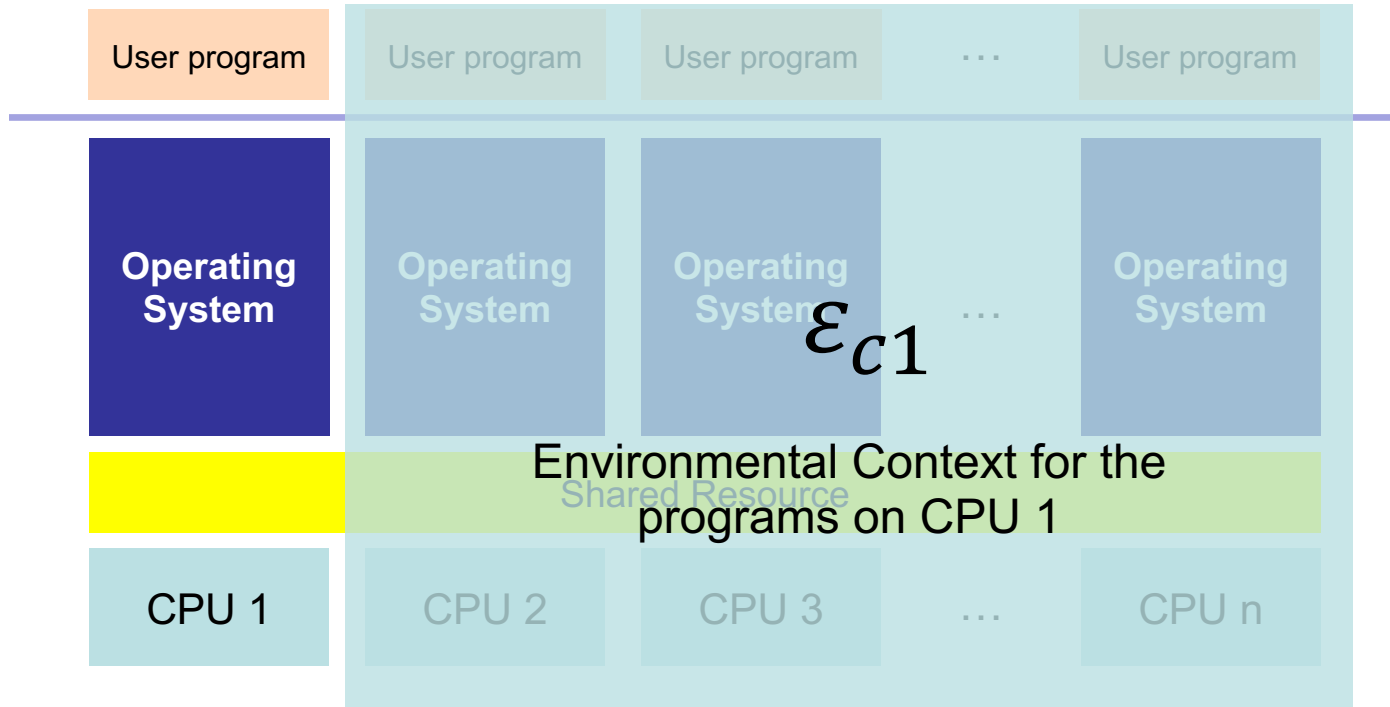 User program User program User program ... User program
Operating Operating Operating Operating
System System System ... System
ε_c1
Environmental Context for the
Shared Resource
programs on CPU 1
CPU 1 CPU 2 CPU 3 ... CPU n